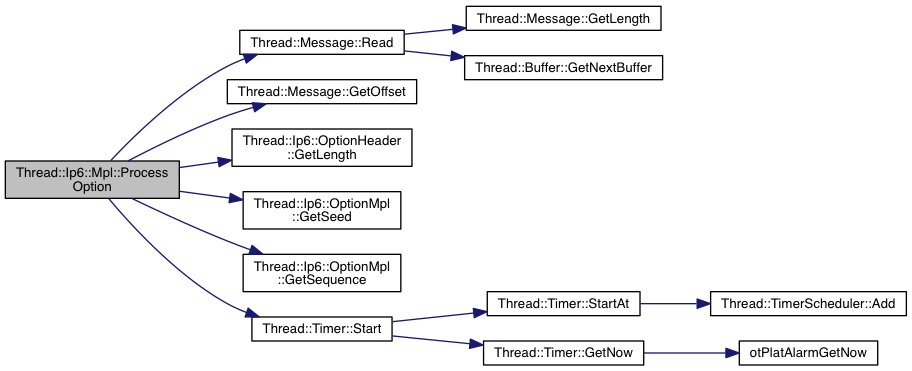 Thread::Ip6::Mpl::Process
Option
Thread::Message::Read
Thread::Message::GetLength
Thread::Buffer::GetNextBuffer
Thread::Message::GetOffset
Thread::Ip6::OptionHeader
::GetLength
Thread::Ip6::OptionMpl
::GetSeed
Thread::Ip6::OptionMpl
::GetSequence
Thread::Timer::Start
Thread::Timer::StartAt
Thread::TimerScheduler::Add
Thread::Timer::GetNow
otPlatAlarmGetNow